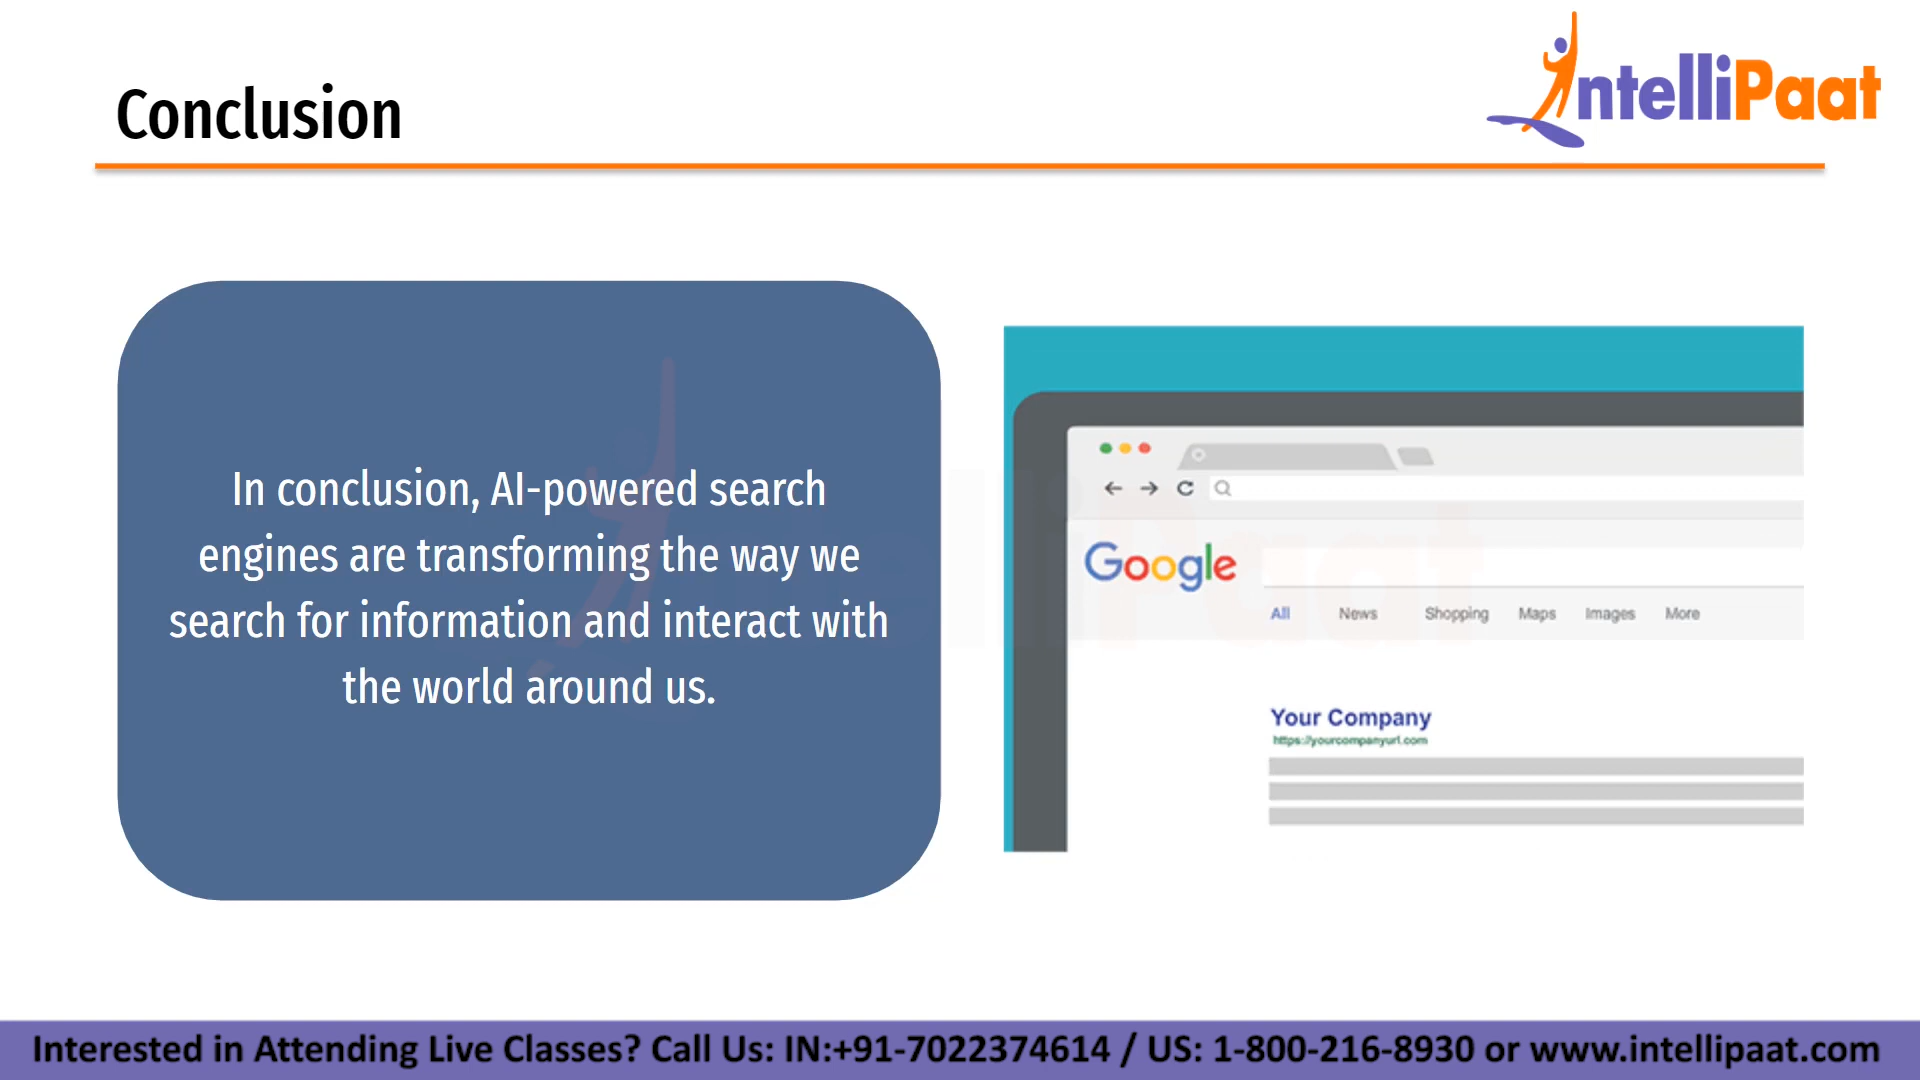 Conclusion
IntelliPaat
In conclusion, AI-powered search
engines are transforming the way we
search for information and interact with
the world around us.
Google
All News Shopping Maps Images More
Your Company
https://yourcompanyurl.com
Interested in Attending Live Classes? Call Us: IN:+91-7022374614 / US: 1-800-216-8930 or www.intellipaat.com